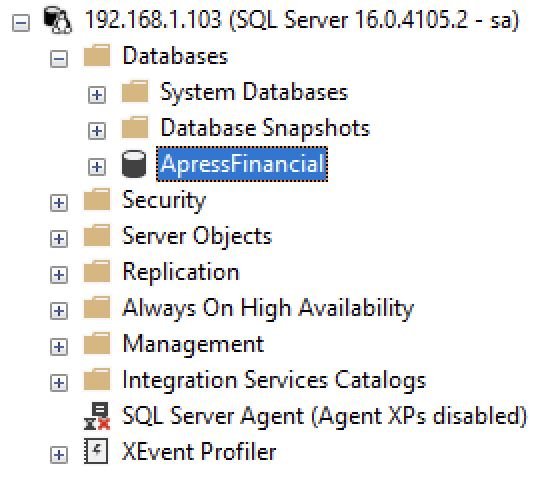 192.168.1.103 (SQL Server 16.0.4105.2 - sa)
Databases
System Databases
Database Snapshots
ApressFinancial
Security
Server Objects
Replication
Always On High Availability
Management
Integration Services Catalogs
SQL Server Agent (Agent XPs disabled)
XEvent Profiler